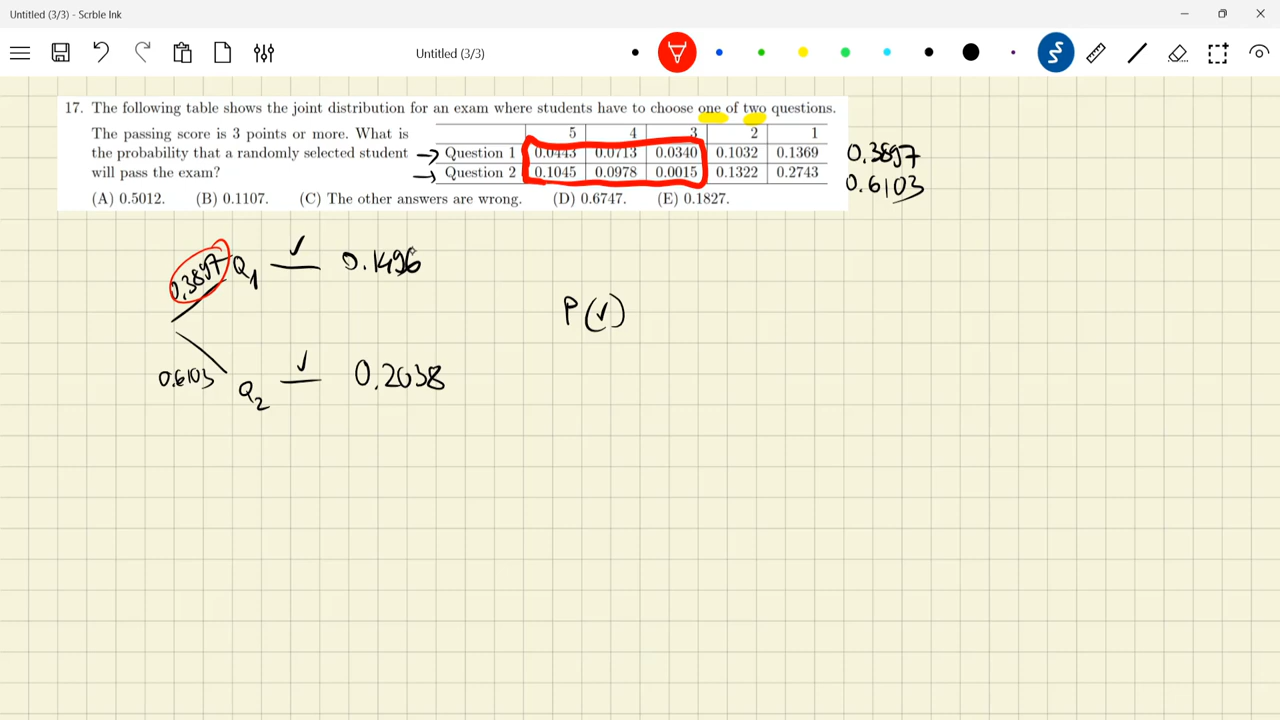 Untitled (3/3) - Scrble Ink
Untitled (3/3)
17. The following table shows the joint distribution for an exam where students have to choose one of two questions.
The passing score is 3 points or more. What is
the probability that a randomly selected student
will pass the exam?
5 4 3 2 1
Question 1 0.0443 0.0713 0.0340 0.1032 0.1369 0.3897
Question 2 0.1045 0.0978 0.0015 0.1322 0.2743 0.6103
(A) 0.5012. (B) 0.1107. (C) The other answers are wrong. (D) 0.6747. (E) 0.1827.
0.3897 Q1 ✓ 0.1496
P(✓)
0.6103 Q2 ✓ 0.2038